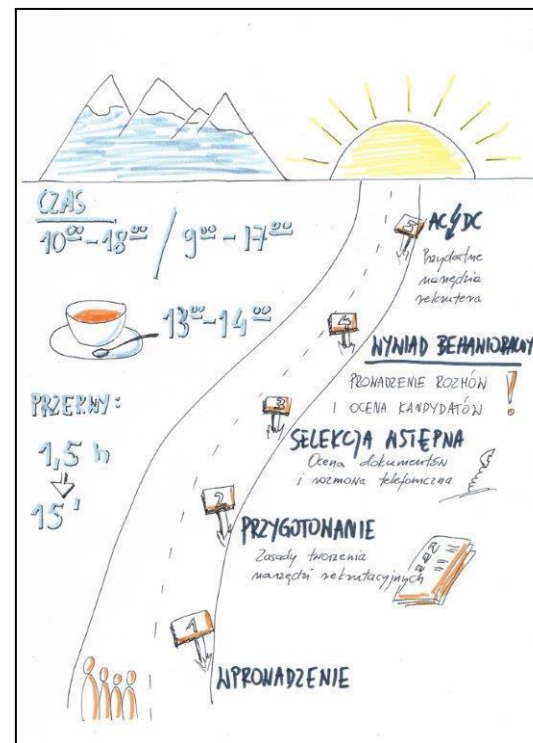 CZAS
10⁰⁰-18⁰⁰ / 9⁰⁰-17⁰⁰
13⁰⁰-14⁰⁰
PRZERWY:
1,5 h
15'
5
AC/DC
Przydatne
narzędzia
rekrutera
4
WYWIAD BEHAWIORALNY
PROWADZENIE ROZMÓW
I OCENA KANDYDATÓW !
3
SELEKCJA WSTĘPNA
Ocena dokumentów
i rozmowa telefoniczna
2
PRZYGOTOWANIE
Zasady tworzenia
narzędzi rekrutacyjnych
1
WPROWADZENIE